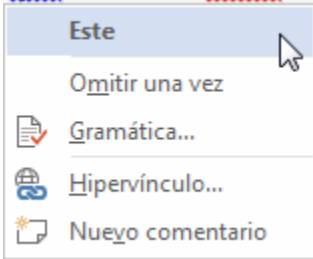 Este
Omitir una vez
Gramática...
Hipervínculo...
Nuevo comentario